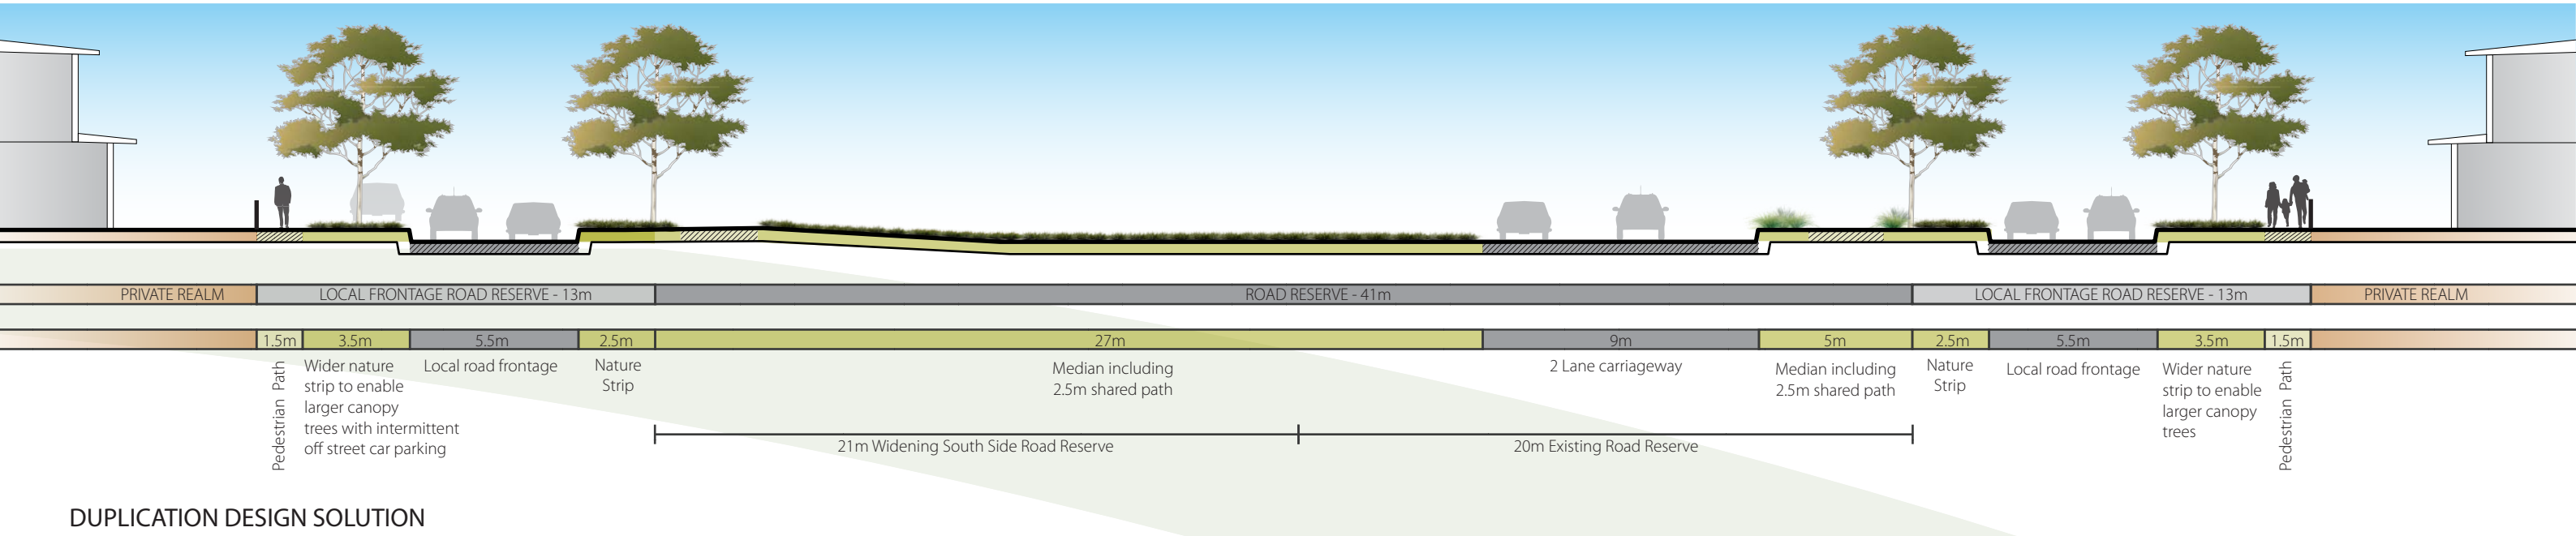 PRIVATE REALM
LOCAL FRONTAGE ROAD RESERVE - 13m
ROAD RESERVE - 41m
LOCAL FRONTAGE ROAD RESERVE - 13m
PRIVATE REALM
1.5m
3.5m
5.5m
2.5m
27m
9m
5m
2.5m
5.5m
3.5m
1.5m
Pedestrian Path
Wider nature
strip to enable
larger canopy
trees with intermittent
off street car parking
Local road frontage
Nature
Strip
Median including
2.5m shared path
2 Lane carriageway
Median including
2.5m shared path
Nature
Strip
Local road frontage
Wider nature
strip to enable
larger canopy
trees
Pedestrian Path
21m Widening South Side Road Reserve
20m Existing Road Reserve
DUPLICATION DESIGN SOLUTION